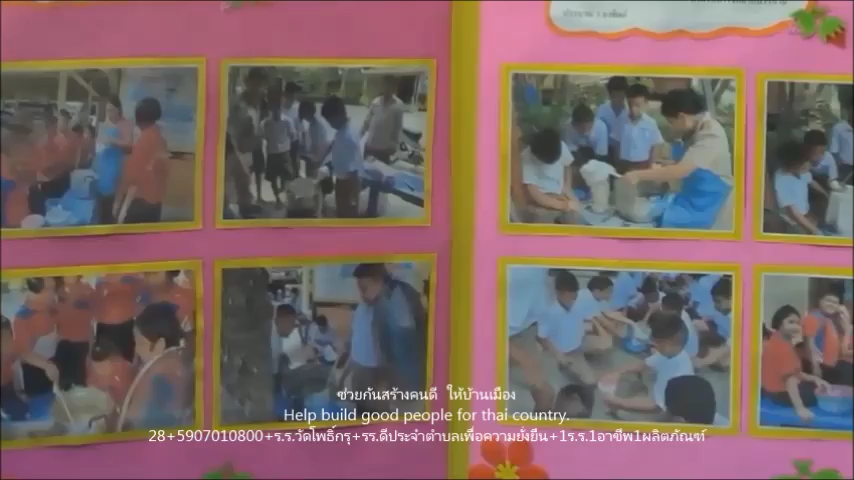 ช่วยกันสร้างคนดี ให้บ้านเมือง
Help build good people for thai country.
28+5907010800+ร.ร.วัดโพธิ์กรุ+รร.ดีประจำตำบลเพื่อความยั่งยืน+1ร.ร.1อาชีพ1ผลิตภัณฑ์